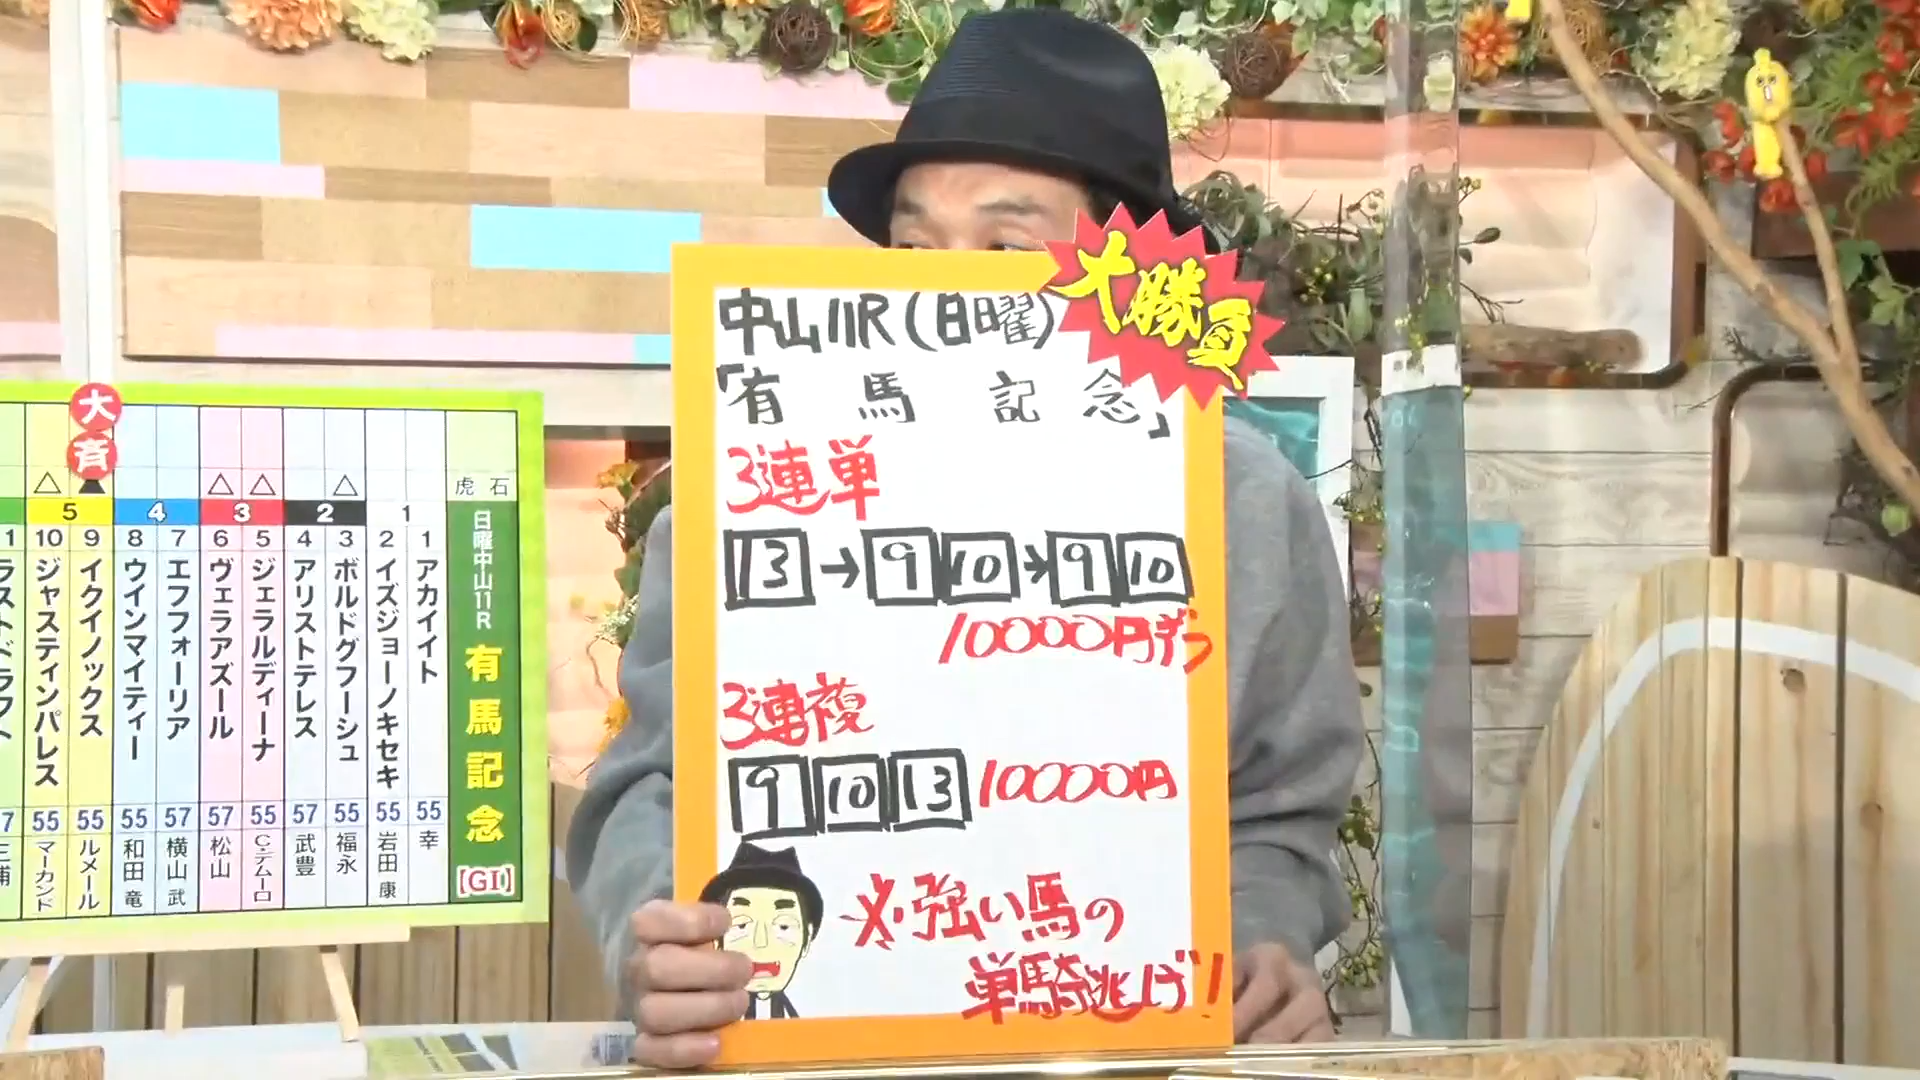 中山11R(日曜)
大勝負
「有馬記念」
3連単
13→9 10→9 10
10000円ずつ
3連複
9 10 13 10000円
強い馬の
単騎逃げ!
大斉
△ ▲ △ △ △ 虎石
5 4 3 2 1
日曜中山11R 有馬記念 【GI】
1 アカイイト 55 幸
2 イズジョーノキセキ 55 岩田康
3 ボルドグフーシュ 55 福永
4 アリストテレス 57 武豊
5 ジェラルディーナ 55 C・デムーロ
6 ヴェラアズール 57 松山
7 エフフォーリア 57 横山武
8 ウインマイティー 55 和田竜
9 イクイノックス 55 ルメール
10 ジャスティンパレス 55 マーカンド